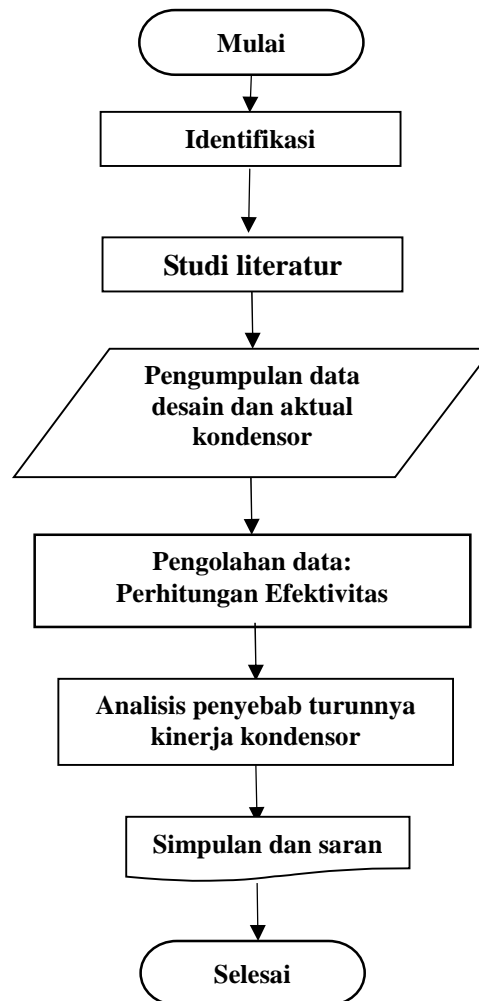 Mulai
Identifikasi
Studi literatur
Pengumpulan data
desain dan aktual
kondensor
Pengolahan data:
Perhitungan Efektivitas
Analisis penyebab turunnya
kinerja kondensor
Simpulan dan saran
Selesai